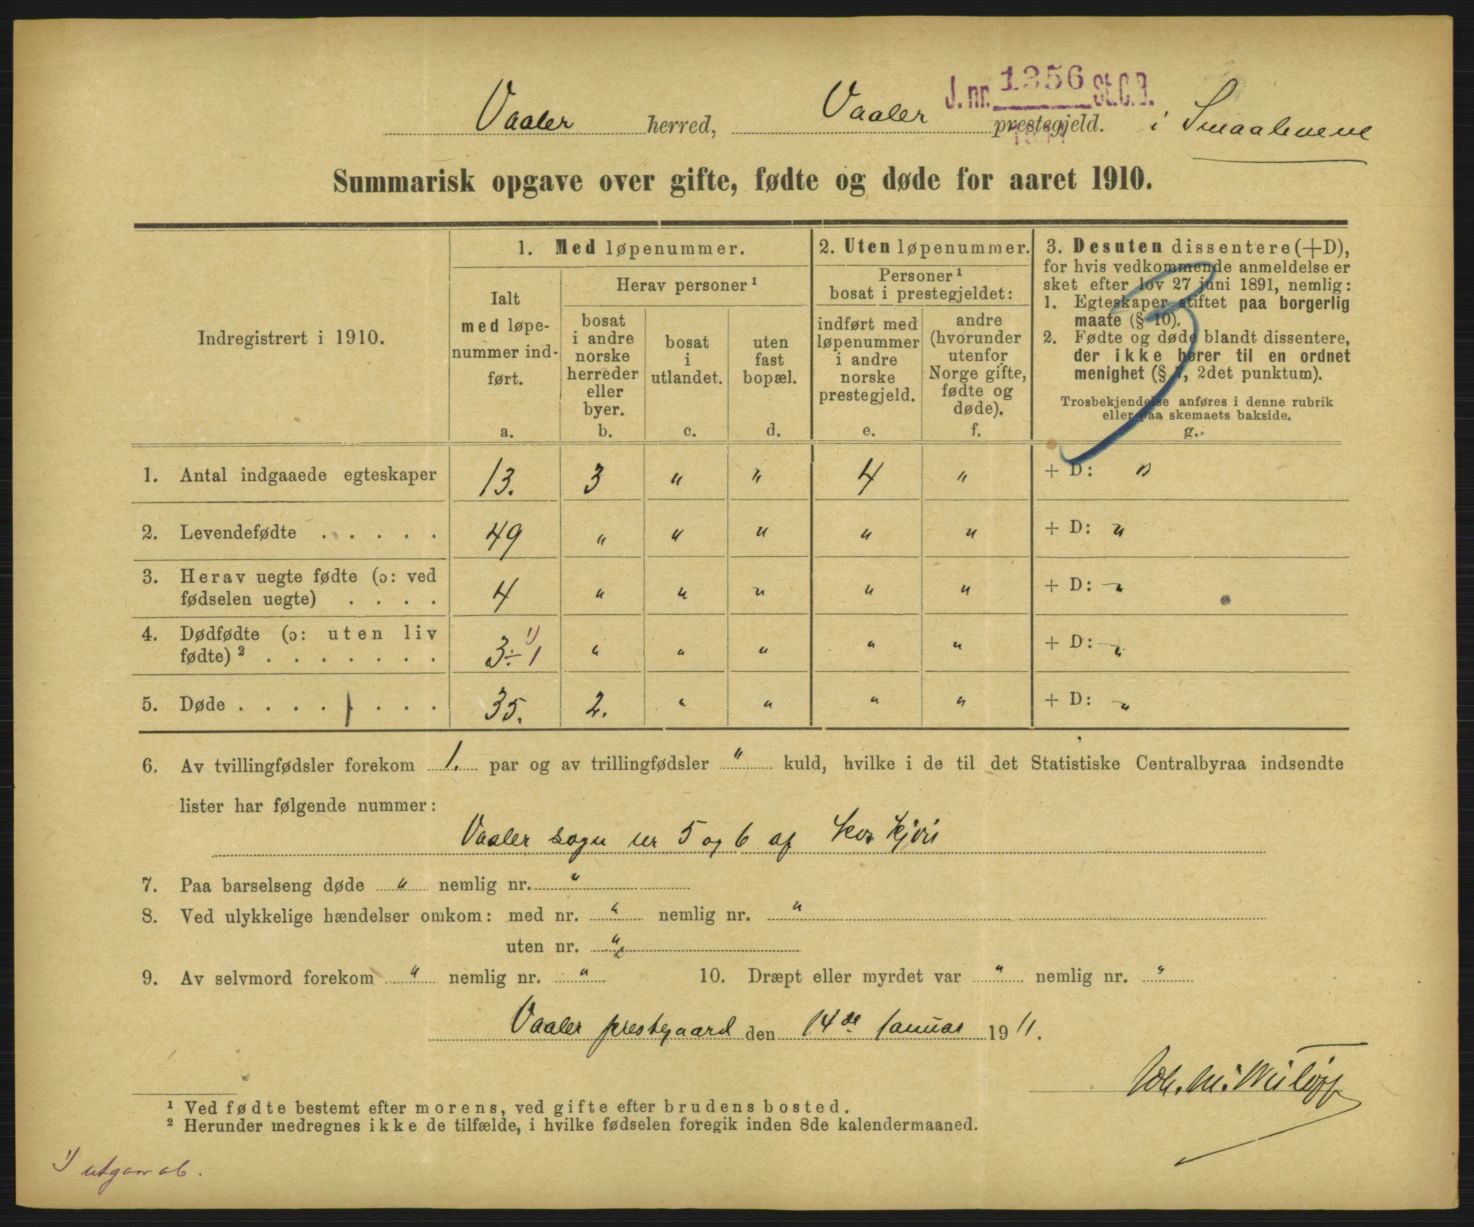 J. nr. 1356 St.C.B.
Vaaler herred, Vaaler prestegjeld. i Smaalenene
Summarisk opgave over gifte, fødte og døde for aaret 1910.
Indregistrert i 1910.
1. Med løpenummer.
Ialt
med løpe-
nummer ind-
ført.
a.
Herav personer ¹
bosat
i andre
norske
herreder
eller
byer.
b.
bosat
i
utlandet.
c.
uten
fast
bopæl.
d.
2. Uten løpenummer.
Personer ¹
bosat i prestegjeldet:
indført med
løpenummer
i andre
norske
prestegjeld.
e.
andre
(hvorunder
utenfor
Norge gifte,
fødte og
døde).
f.
3. Desuten dissentere (+D),
for hvis vedkommende anmeldelse er
sket efter lov 27 juni 1891, nemlig:
1. Egteskaper stiftet paa borgerlig
maate (§ 10).
2. Fødte og døde blandt dissentere,
der ikke hører til en ordnet
menighet (§ 7, 2det punktum).
Trosbekjendelse anføres i denne rubrik
eller paa skemaets bakside.
g.
1. Antal indgaaede egteskaper 13. 3 " " 4 " + D: "
2. Levendefødte . . . . . 49 " " " " " + D: "
3. Herav uegte fødte (ɔ: ved
fødselen uegte) . . . . 4 " " " " " + D: "
4. Dødfødte (ɔ: uten liv
fødte) ² . . . . . . . 3 ÷ 1 ¹⁾ " " " " " + D: "
5. Døde . . . . . . . . 35. 2. " " " " + D: "
6. Av tvillingfødsler forekom 1. par og av trillingfødsler " kuld, hvilke i de til det Statistiske Centralbyraa indsendte
lister har følgende nummer:
Vaaler sogn nr 5 og 6 af
7. Paa barselseng døde " nemlig nr. "
8. Ved ulykkelige hændelser omkom: med nr. " nemlig nr. "
uten nr. "
9. Av selvmord forekom " nemlig nr. " 10. Dræpt eller myrdet var " nemlig nr. "
Vaaler prestegaard den 14de Januar 1911.
¹ Ved fødte bestemt efter morens, ved gifte efter brudens bosted.
² Herunder medregnes ikke de tilfælde, i hvilke fødselen foregik inden 8de kalendermaaned.
1) utgaar